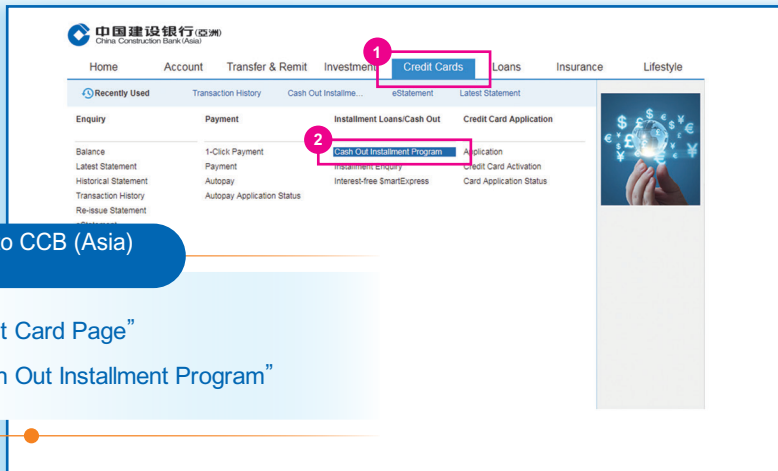 中国建设银行(亞洲)
China Construction Bank (Asia)
1
Home Account Transfer & Remit Investment Credit Cards Loans Insurance Lifestyle
Recently Used Transaction History Cash Out Installme... eStatement Latest Statement
Enquiry Payment Installment Loans/Cash Out Credit Card Application
2
Balance 1-Click Payment Cash Out Installment Program Application
Latest Statement Payment Installment Enquiry Credit Card Activation
Historical Statement Autopay Interest-free $martExpress Card Application Status
Transaction History Autopay Application Status
Re-issue Statement
eStatement
o CCB (Asia)
t Card Page”
n Out Installment Program”